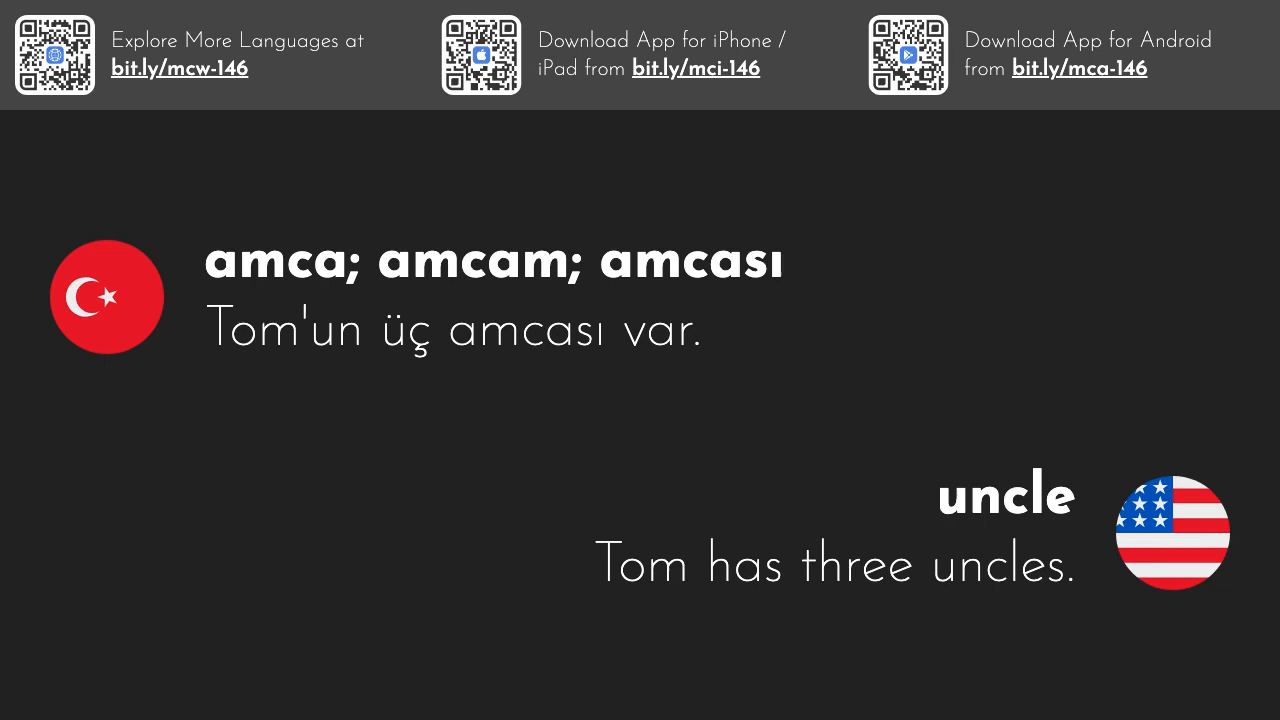 Explore More Languages at
bit.ly/mcw-146
Download App for iPhone /
iPad from bit.ly/mci-146
Download App for Android
from bit.ly/mca-146
amca; amcam; amcası
Tom'un üç amcası var.
uncle
Tom has three uncles.